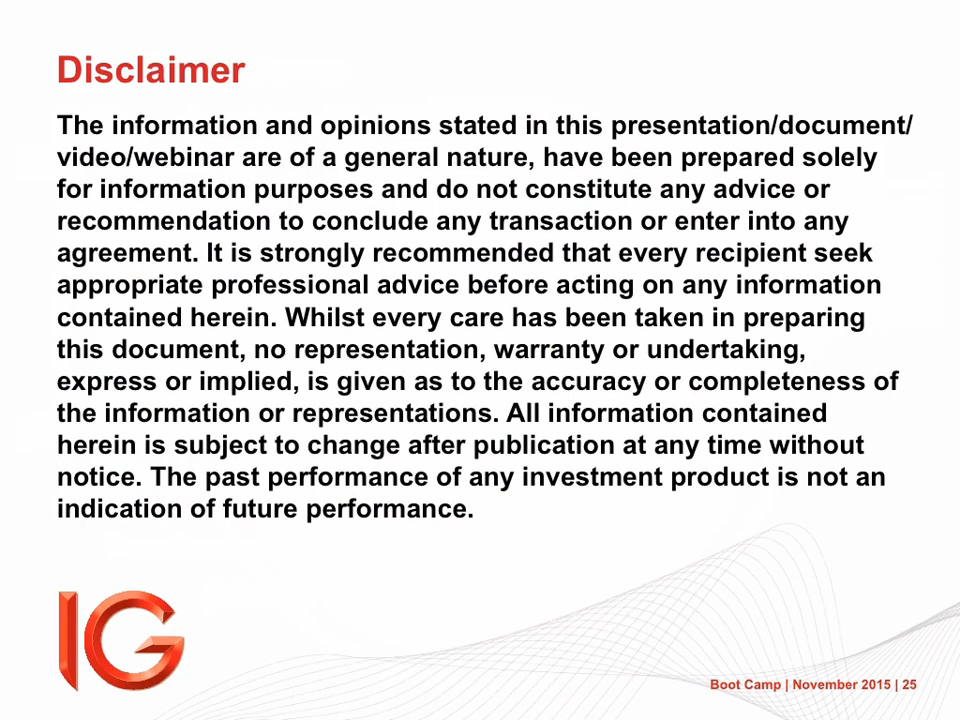 Disclaimer
The information and opinions stated in this presentation/document/
video/webinar are of a general nature, have been prepared solely
for information purposes and do not constitute any advice or
recommendation to conclude any transaction or enter into any
agreement. It is strongly recommended that every recipient seek
appropriate professional advice before acting on any information
contained herein. Whilst every care has been taken in preparing
this document, no representation, warranty or undertaking,
express or implied, is given as to the accuracy or completeness of
the information or representations. All information contained
herein is subject to change after publication at any time without
notice. The past performance of any investment product is not an
indication of future performance.
IG
Boot Camp | November 2015 | 25